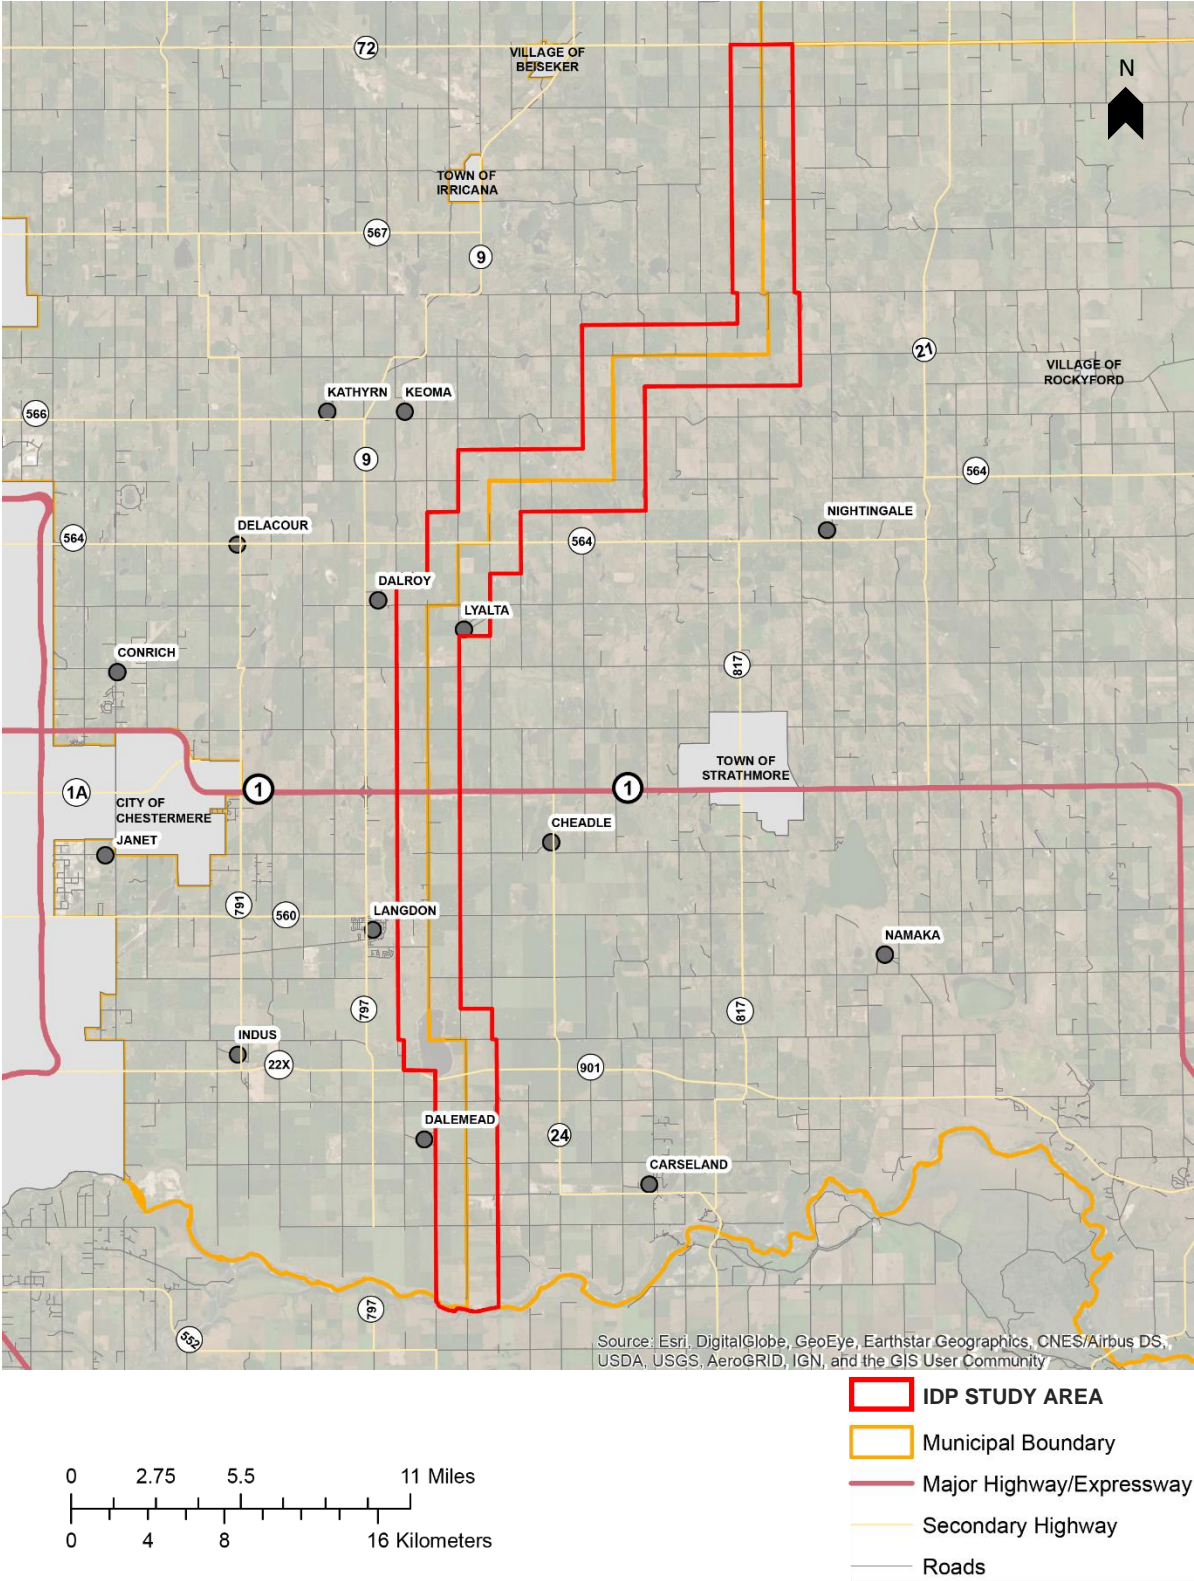 72
VILLAGE OF
BEISEKER
N
TOWN OF
IRRICANA
567
9
21
VILLAGE OF
ROCKYFORD
KATHYRN
KEOMA
566
9
564
NIGHTINGALE
DELACOUR
564
564
DALROY
LYALTA
CONRICH
817
TOWN OF
STRATHMORE
1A
1
1
CITY OF
CHESTERMERE
CHEADLE
JANET
791
560
LANGDON
NAMAKA
797
817
INDUS
22X
901
DALEMEAD
24
CARSELAND
797
552
Source: Esri, DigitalGlobe, GeoEye, Earthstar Geographics, CNES/Airbus DS,
USDA, USGS, AeroGRID, IGN, and the GIS User Community
IDP STUDY AREA
Municipal Boundary
Major Highway/Expressway
Secondary Highway
Roads
0 2.75 5.5 11 Miles
0 4 8 16 Kilometers